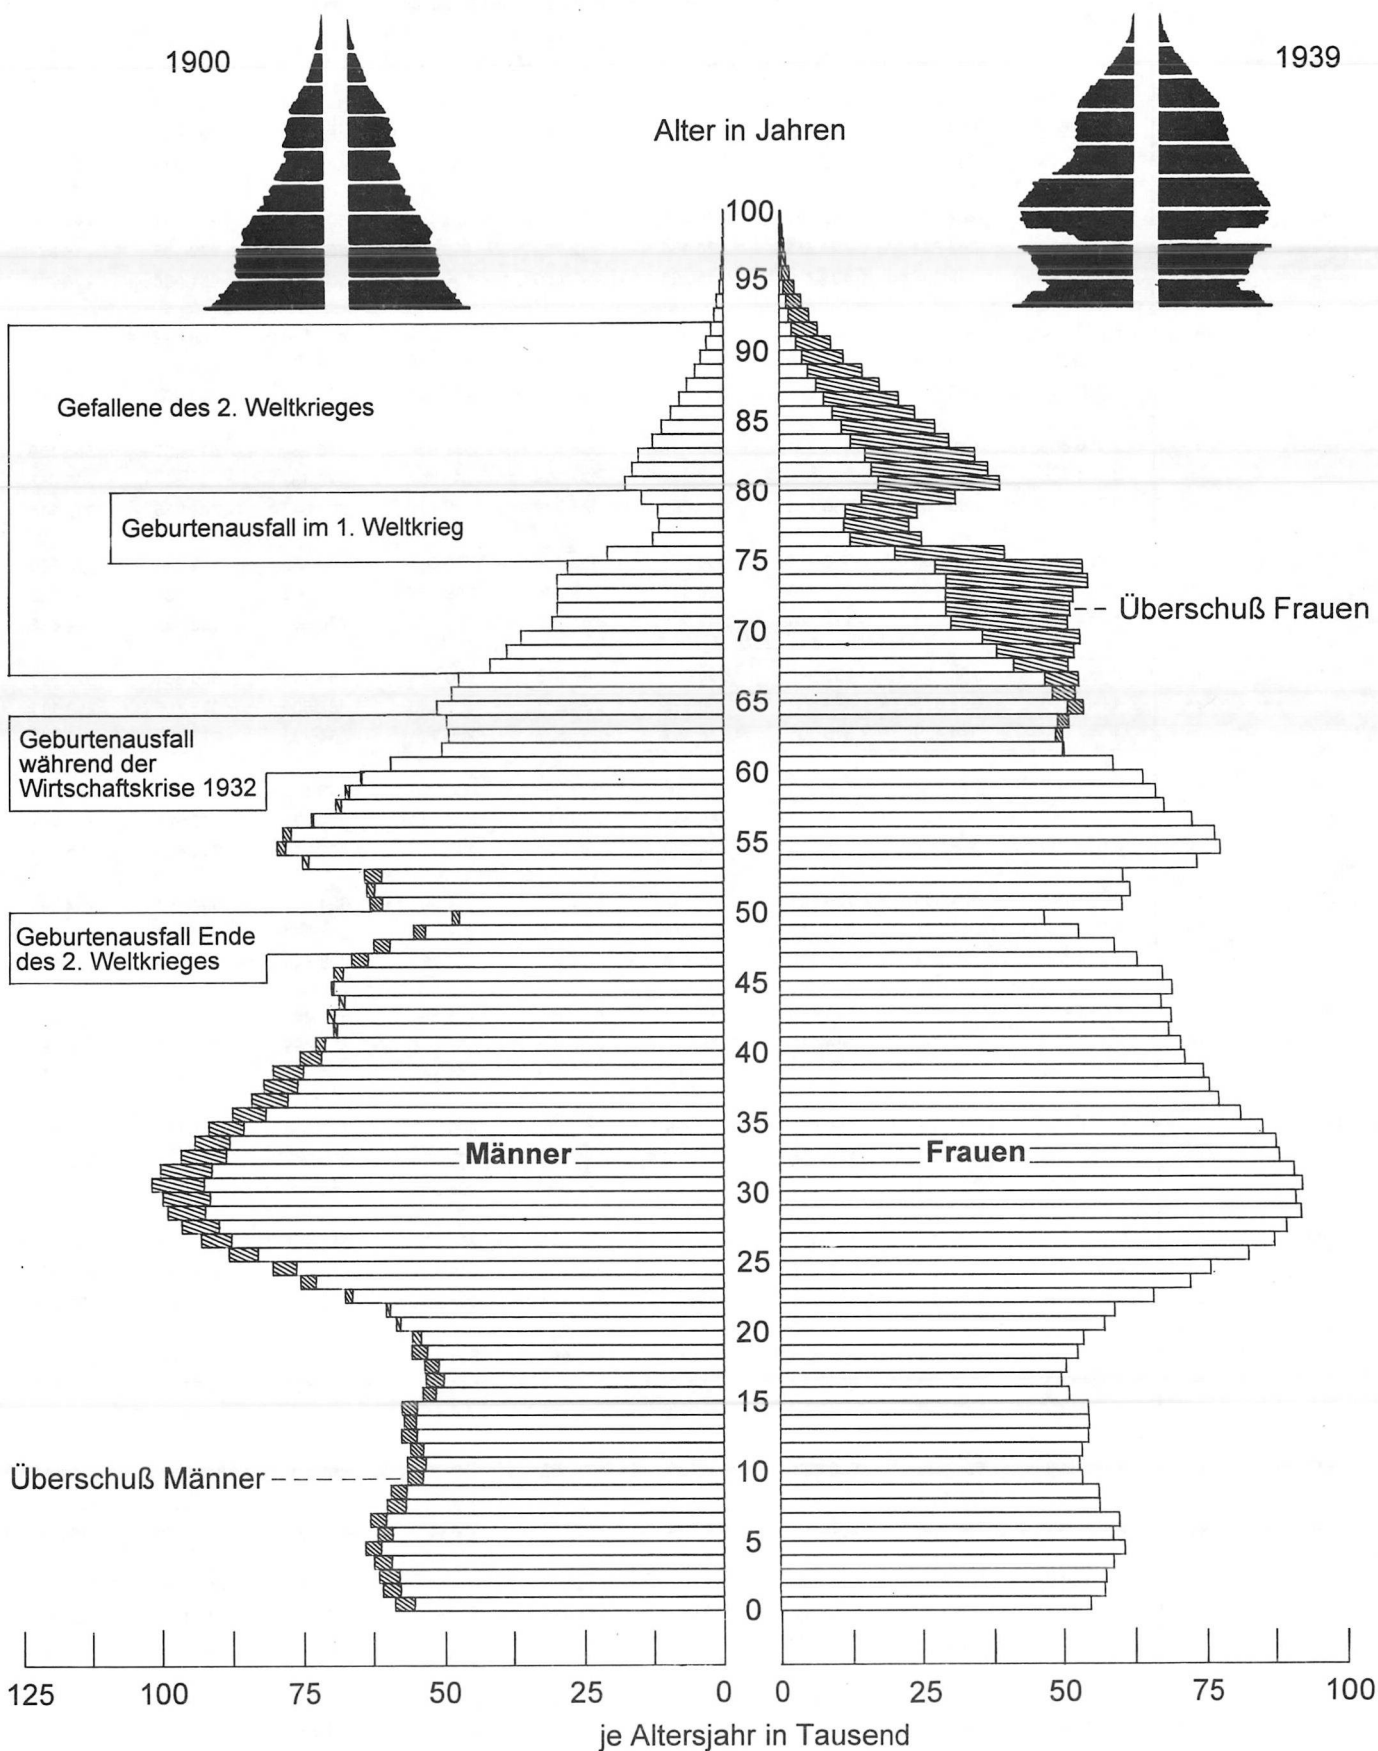 1900
1939
Alter in Jahren
100
95
90
Gefallene des 2. Weltkrieges
85
80
Geburtenausfall im 1. Weltkrieg
75
Überschuß Frauen
70
65
Geburtenausfall
während der
Wirtschaftskrise 1932
60
55
50
Geburtenausfall Ende
des 2. Weltkrieges
45
40
35
Männer
Frauen
30
25
20
15
Überschuß Männer
10
5
0
125 100 75 50 25 0 0 25 50 75 100
je Altersjahr in Tausend